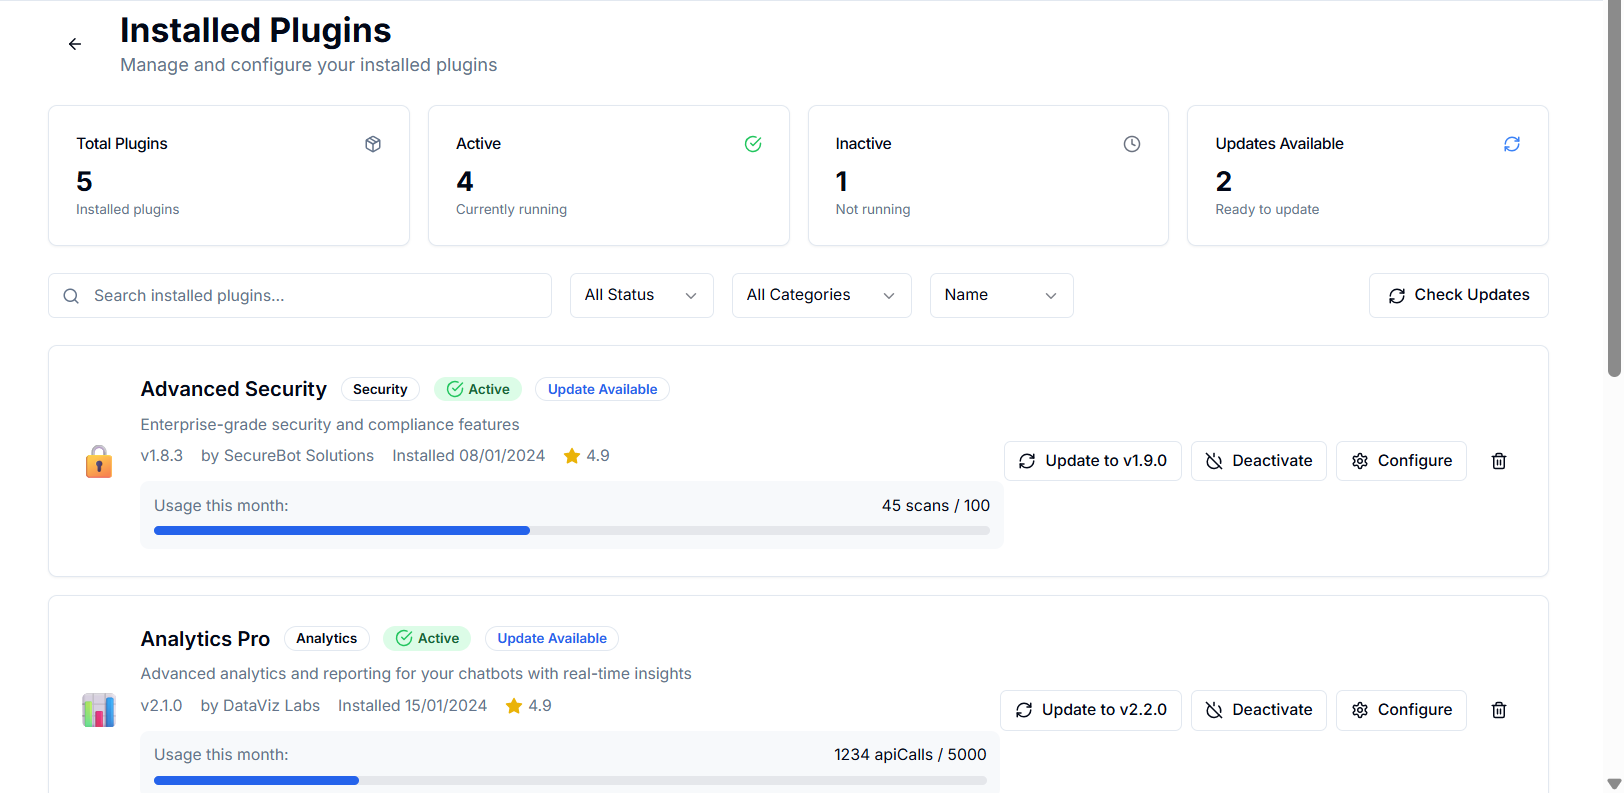 Installed Plugins
Manage and configure your installed plugins
Total Plugins
5
Installed plugins
Active
4
Currently running
Inactive
1
Not running
Updates Available
2
Ready to update
Search installed plugins...
All Status
All Categories
Name
Check Updates
Advanced Security Security Active Update Available
Enterprise-grade security and compliance features
v1.8.3 by SecureBot Solutions Installed 08/01/2024 4.9
Update to v1.9.0 Deactivate Configure
Usage this month: 45 scans / 100
Analytics Pro Analytics Active Update Available
Advanced analytics and reporting for your chatbots with real-time insights
v2.1.0 by DataViz Labs Installed 15/01/2024 4.9
Update to v2.2.0 Deactivate Configure
Usage this month: 1234 apiCalls / 5000